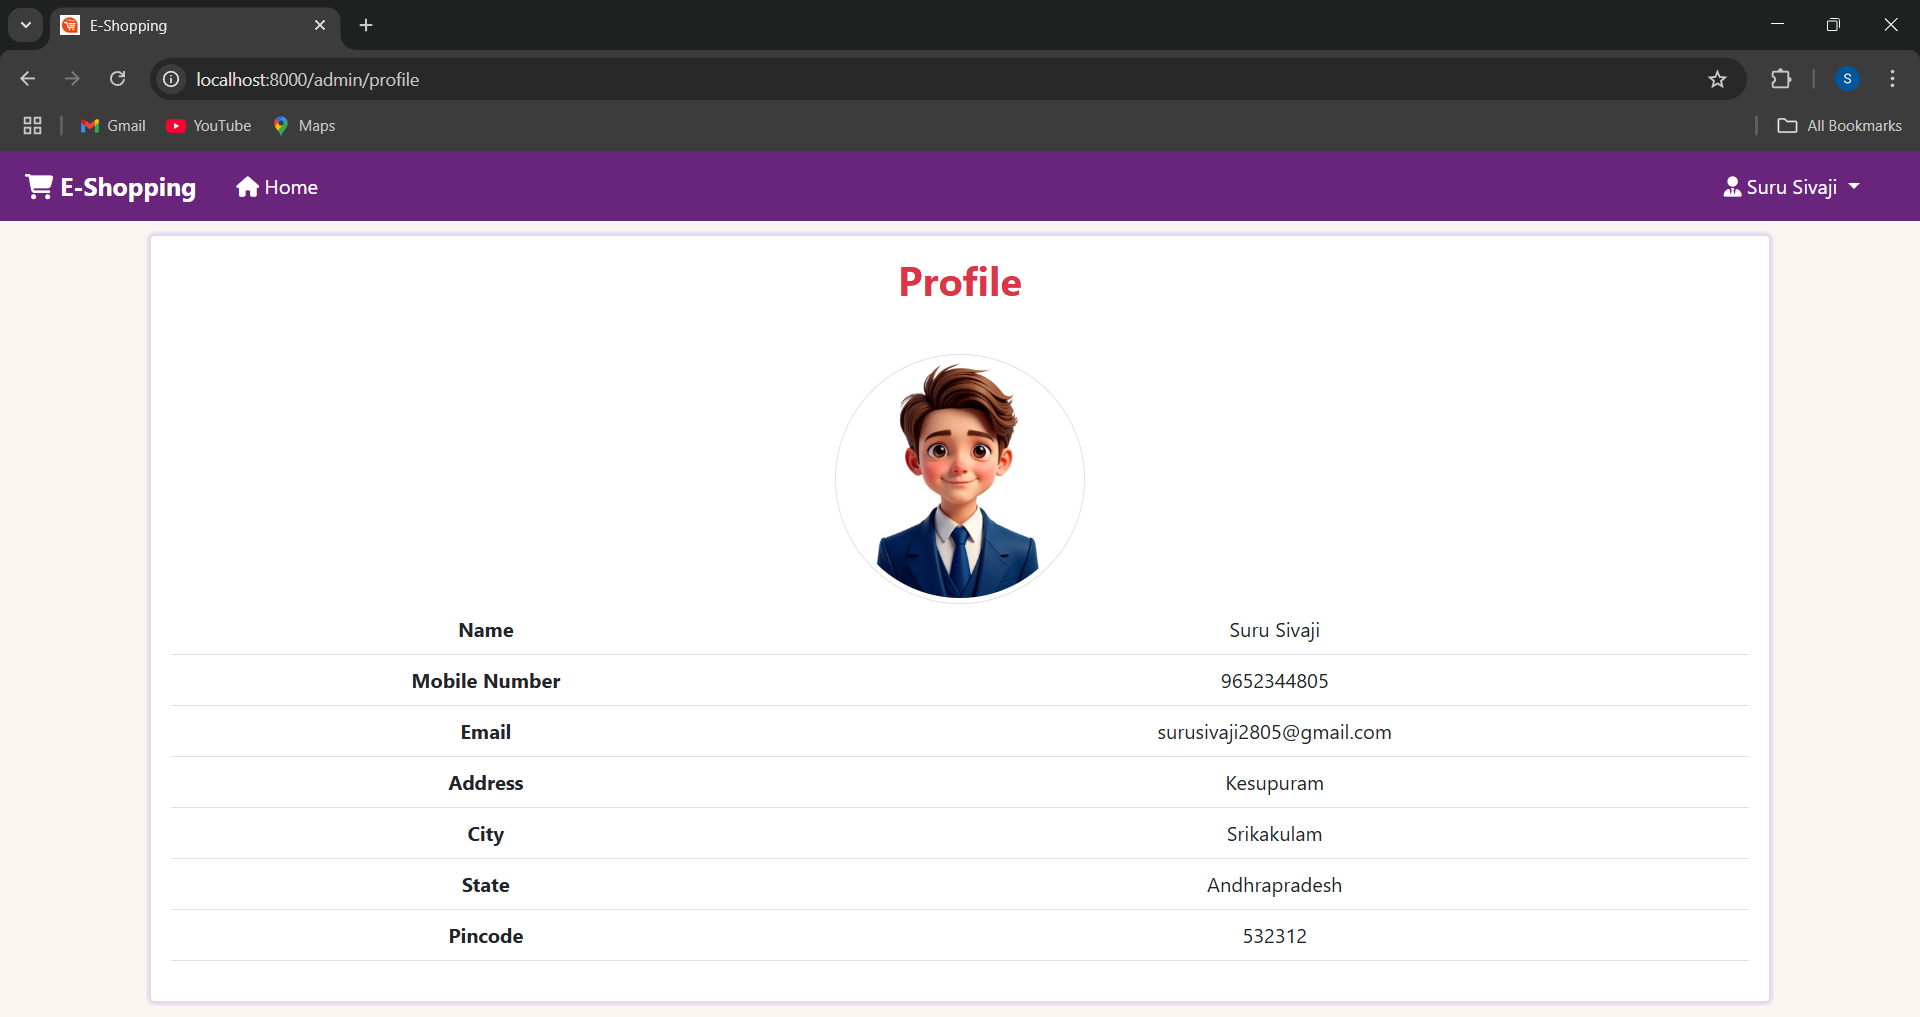 E-Shopping
localhost:8000/admin/profile
S
Gmail YouTube Maps All Bookmarks
E-Shopping Home Suru Sivaji
Profile
Name Suru Sivaji
Mobile Number 9652344805
Email surusivaji2805@gmail.com
Address Kesupuram
City Srikakulam
State Andhrapradesh
Pincode 532312